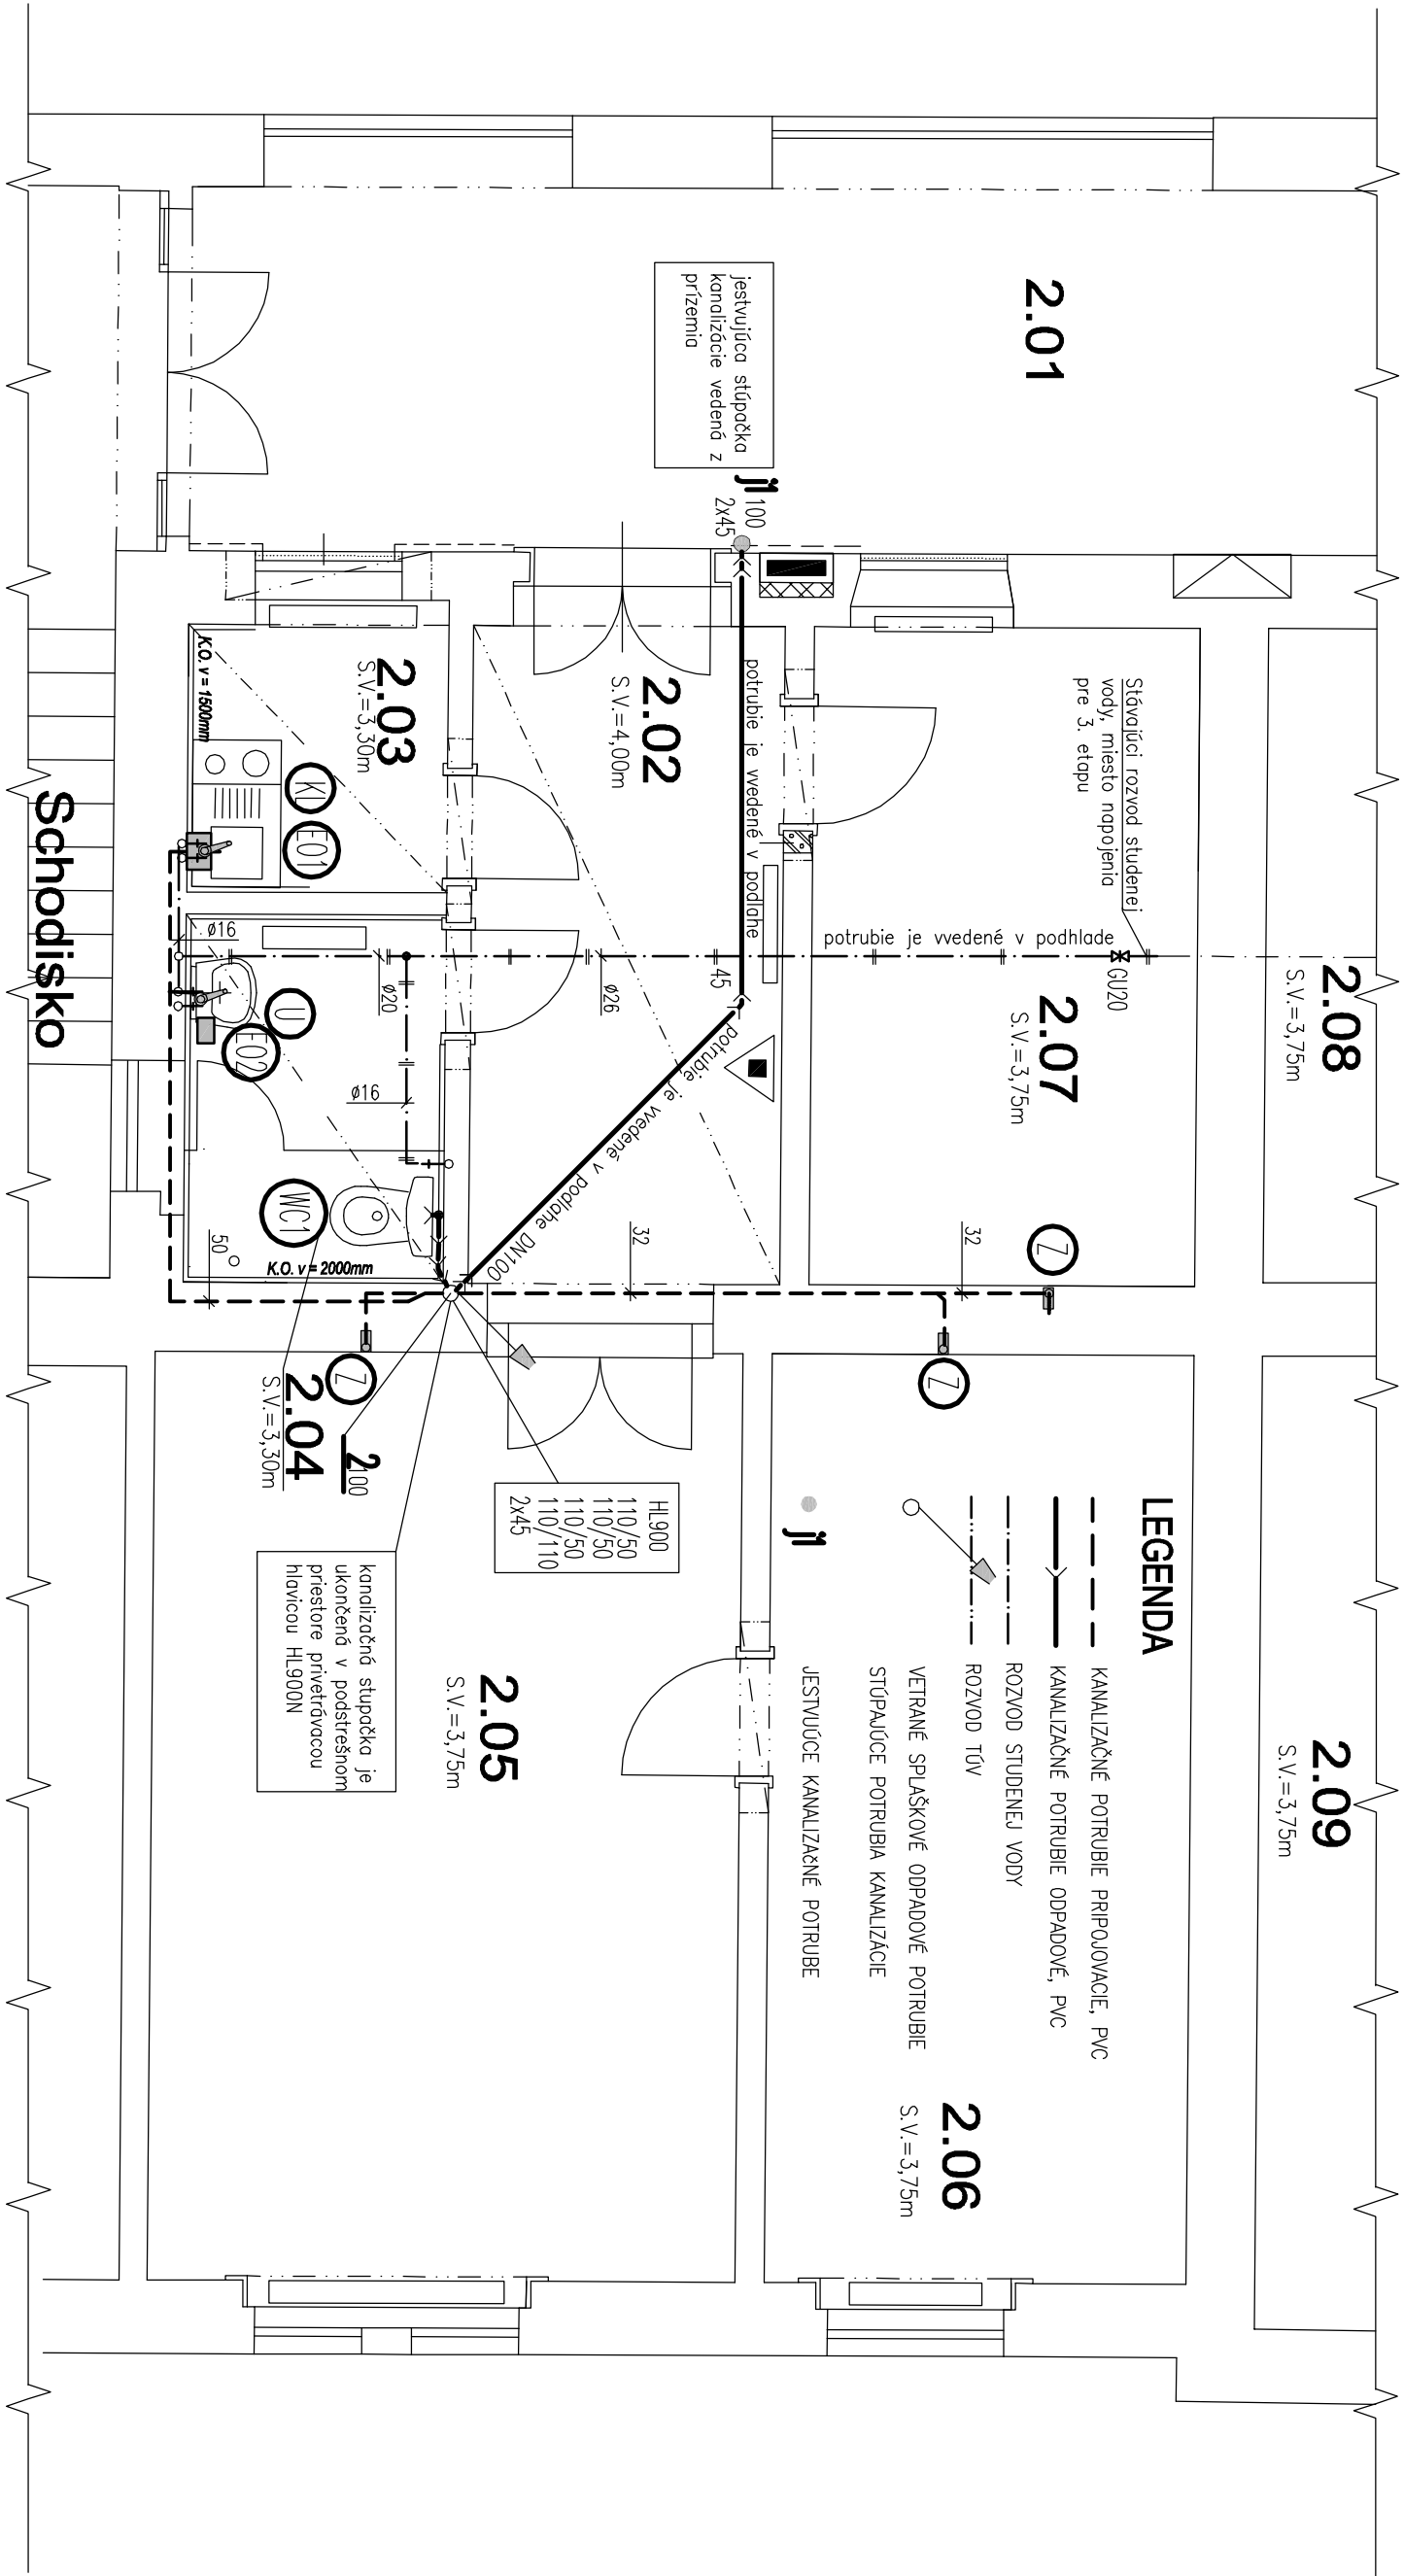 2.01
jestvujúca stúpačka
kanalizácie vedená z
prízemia
j1
100
2x45
2.08
S.V.=3,75m
Stávajúci rozvod studenej
vody, miesto napojenia
pre 3. etapu
GU20
2.07
S.V.=3,75m
potrubie je vvedené v podhlade
2.02
S.V.=4,00m
potrubie je vvedené v podlahe
45
potrubie je vvedené v podlahe DN100
2.03
S.V.=3,30m
K.O. v = 1500mm
KL
EO1
ø16
ø20
ø26
U
EO2
ø16
WC1
K.O. v = 2000mm
50
32
32
Z
Z
Z
Schodisko
2.04
S.V.=3,30m
2
100
HL900
110/50
110/50
110/50
110/110
2x45
kanalizačná stupačka je
ukončená v podstrešnom
priestore privetrávacou
hlavicou HL900N
2.05
S.V.=3,75m
LEGENDA
KANALIZAČNÉ POTRUBIE PRIPOJOVACIE, PVC
KANALIZAČNÉ POTRUBIE ODPADOVÉ, PVC
ROZVOD STUDENEJ VODY
ROZVOD TÚV
VETRANÉ SPLAŠKOVÉ ODPADOVÉ POTRUBIE
STÚPAJÚCE POTRUBIA KANALIZÁCIE
j1
JESTVUÚCE KANALIZAčNÉ POTRUBE
2.06
S.V.=3,75m
2.09
S.V.=3,75m